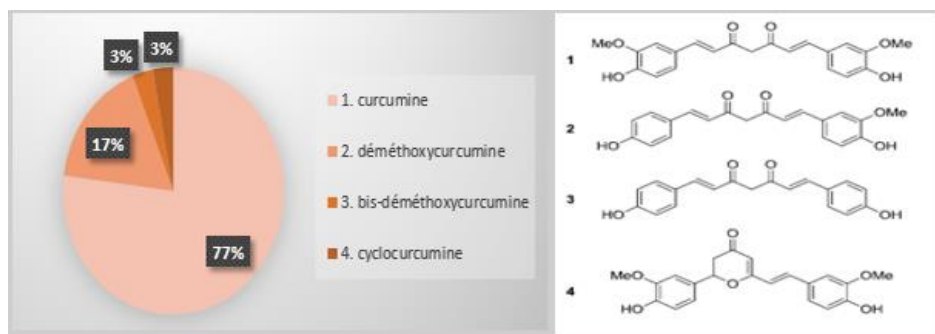 3%
3%
17%
77%
1. curcumine
2. déméthoxycurcumine
3. bis-déméthoxycurcumine
4. cyclocurcumine
1
MeO
HO
O
O
OMe
OH
2
HO
O
O
OMe
OH
3
HO
O
O
OH
4
MeO
HO
O
O
OMe
OH